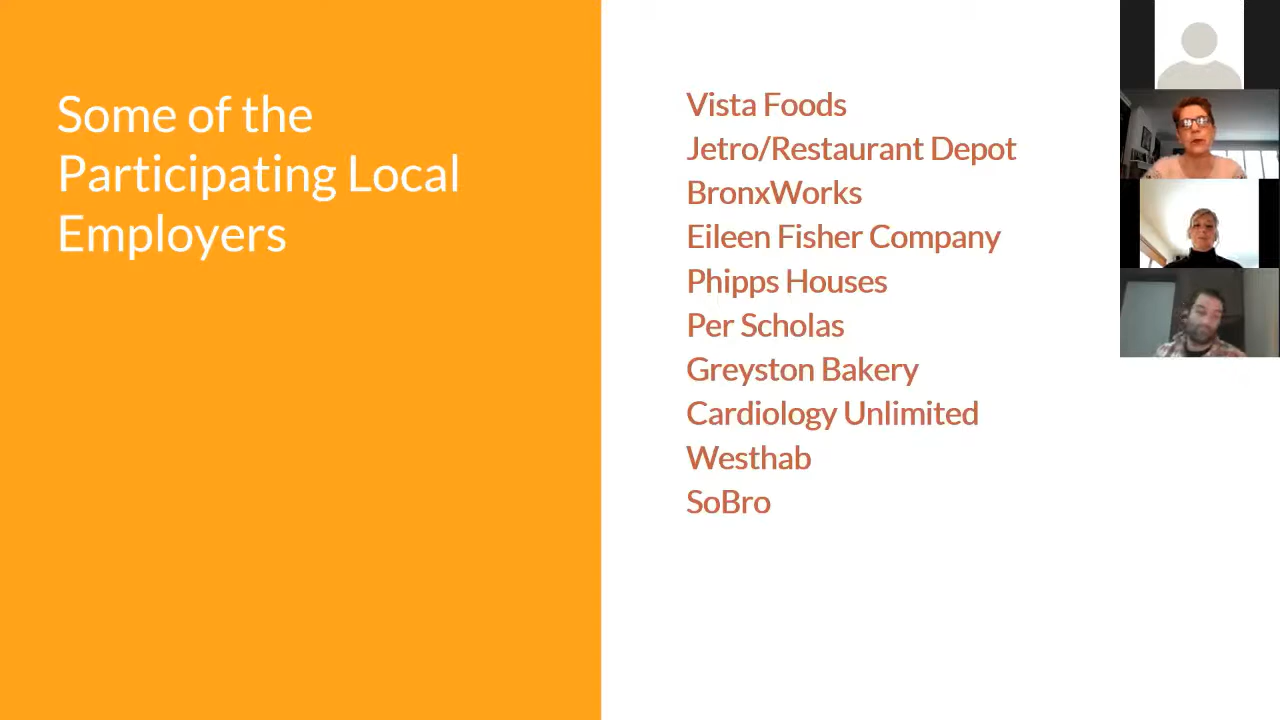 Some of the
Participating Local
Employers
Vista Foods
Jetro/Restaurant Depot
BronxWorks
Eileen Fisher Company
Phipps Houses
Per Scholas
Greyston Bakery
Cardiology Unlimited
Westhab
SoBro